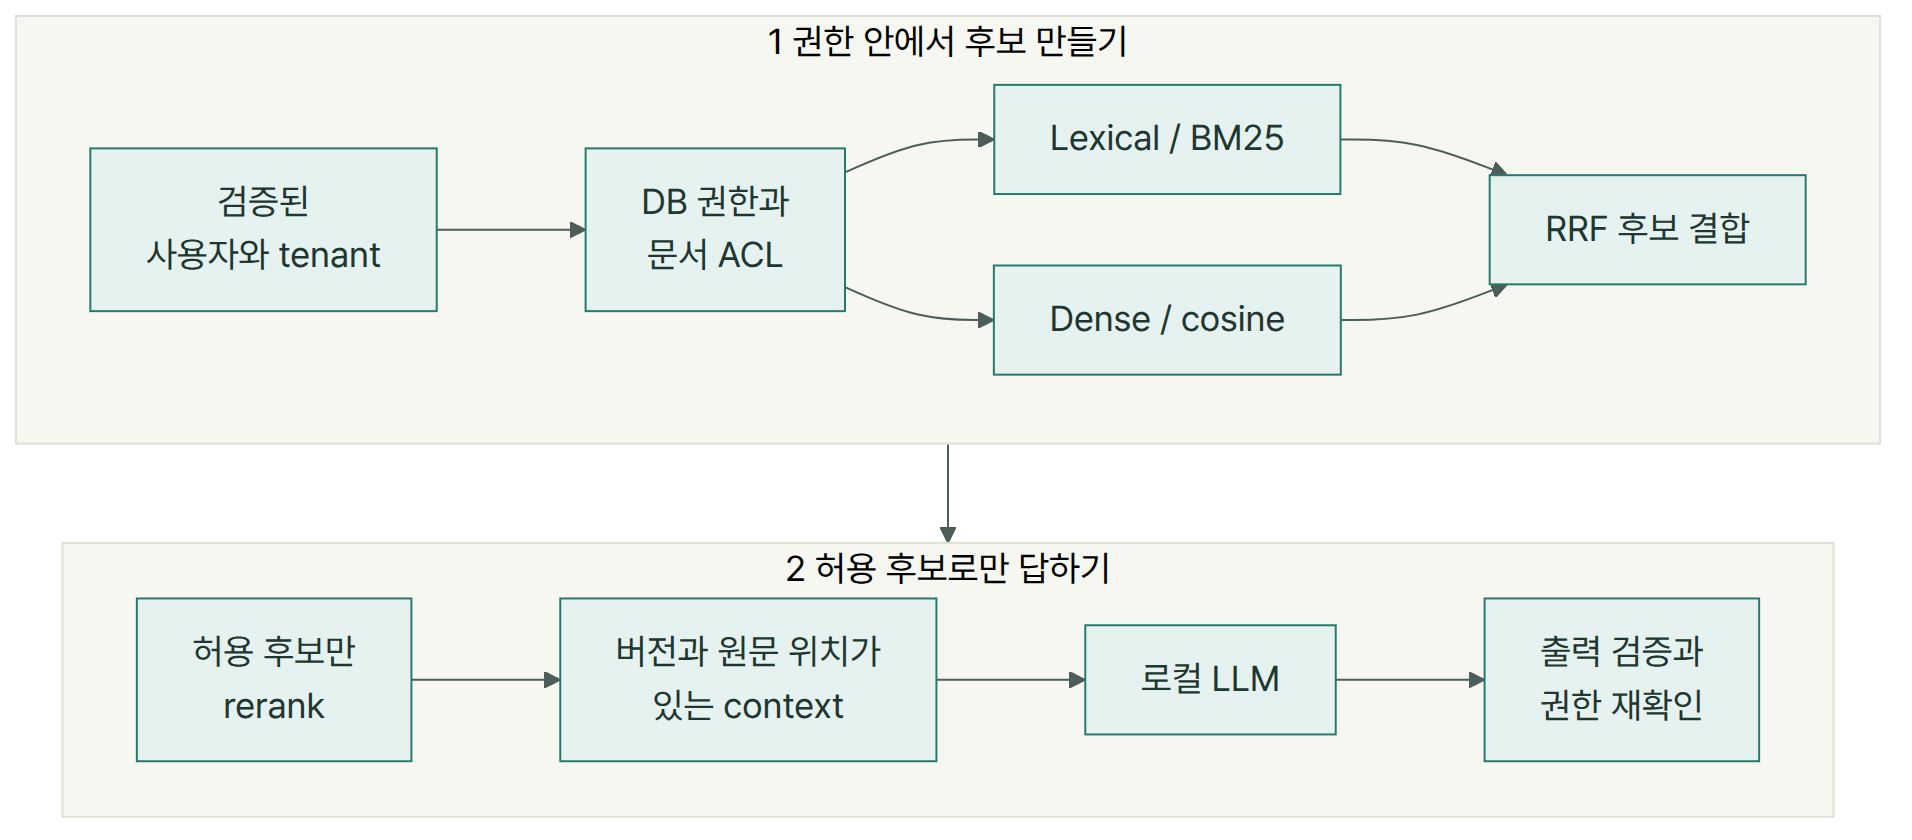 1 권한 안에서 후보 만들기
검증된
사용자와 tenant
DB 권한과
문서 ACL
Lexical / BM25
Dense / cosine
RRF 후보 결합
2 허용 후보로만 답하기
허용 후보만
rerank
버전과 원문 위치가
있는 context
로컬 LLM
출력 검증과
권한 재확인